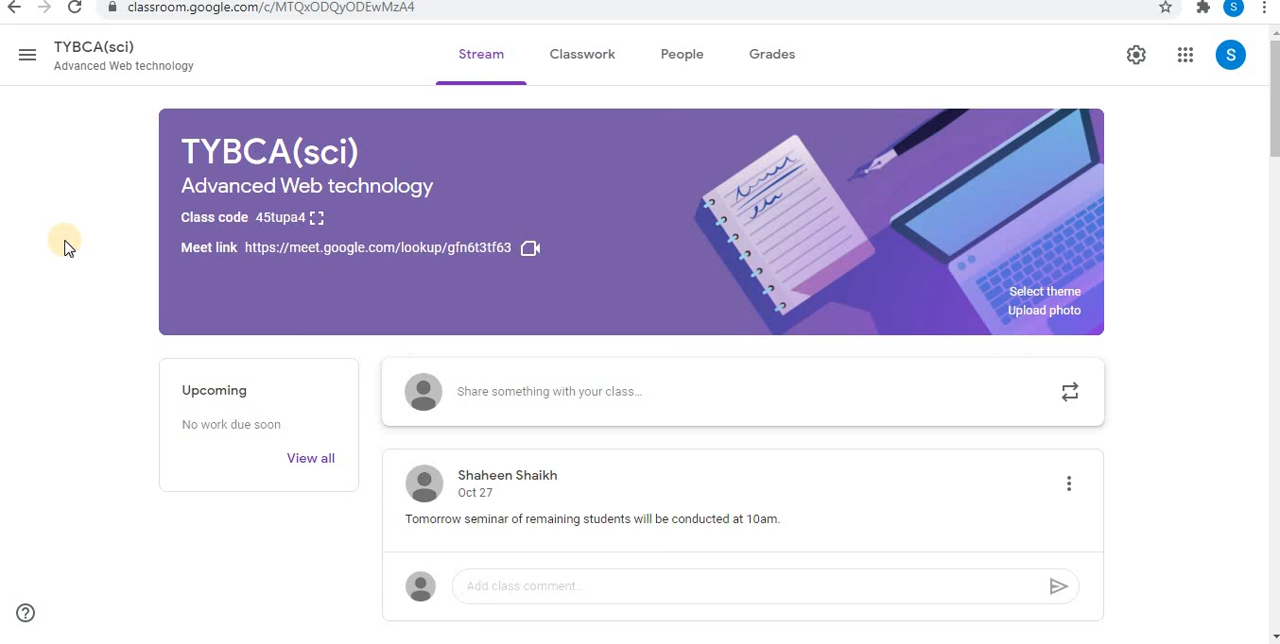 classroom.google.com/c/MTQxODQyODEwMzA4
S
TYBCA(sci)
Advanced Web technology
Stream
Classwork
People
Grades
S
TYBCA(sci)
Advanced Web technology
Class code 45tupa4
Meet link https://meet.google.com/lookup/gfn6t3tf63
Select theme
Upload photo
Upcoming
No work due soon
View all
Share something with your class...
Shaheen Shaikh
Oct 27
Tomorrow seminar of remaining students will be conducted at 10am.
Add class comment...